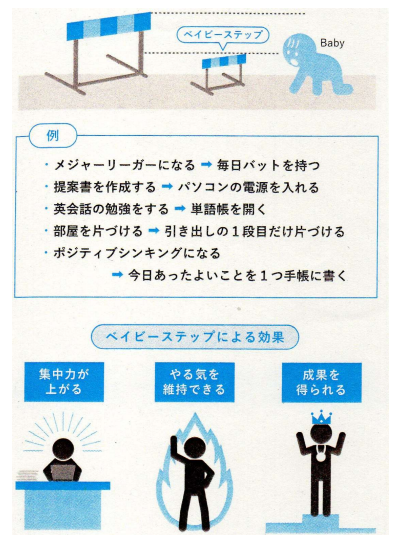 ベイビーステップ
Baby
例
・メジャーリーガーになる ➡ 毎日バットを持つ
・提案書を作成する ➡ パソコンの電源を入れる
・英会話の勉強をする ➡ 単語帳を開く
・部屋を片づける ➡ 引き出しの1段目だけ片づける
・ポジティブシンキングになる
➡ 今日あったよいことを1つ手帳に書く
ベイビーステップによる効果
集中力が
上がる
やる気を
維持できる
成果を
得られる